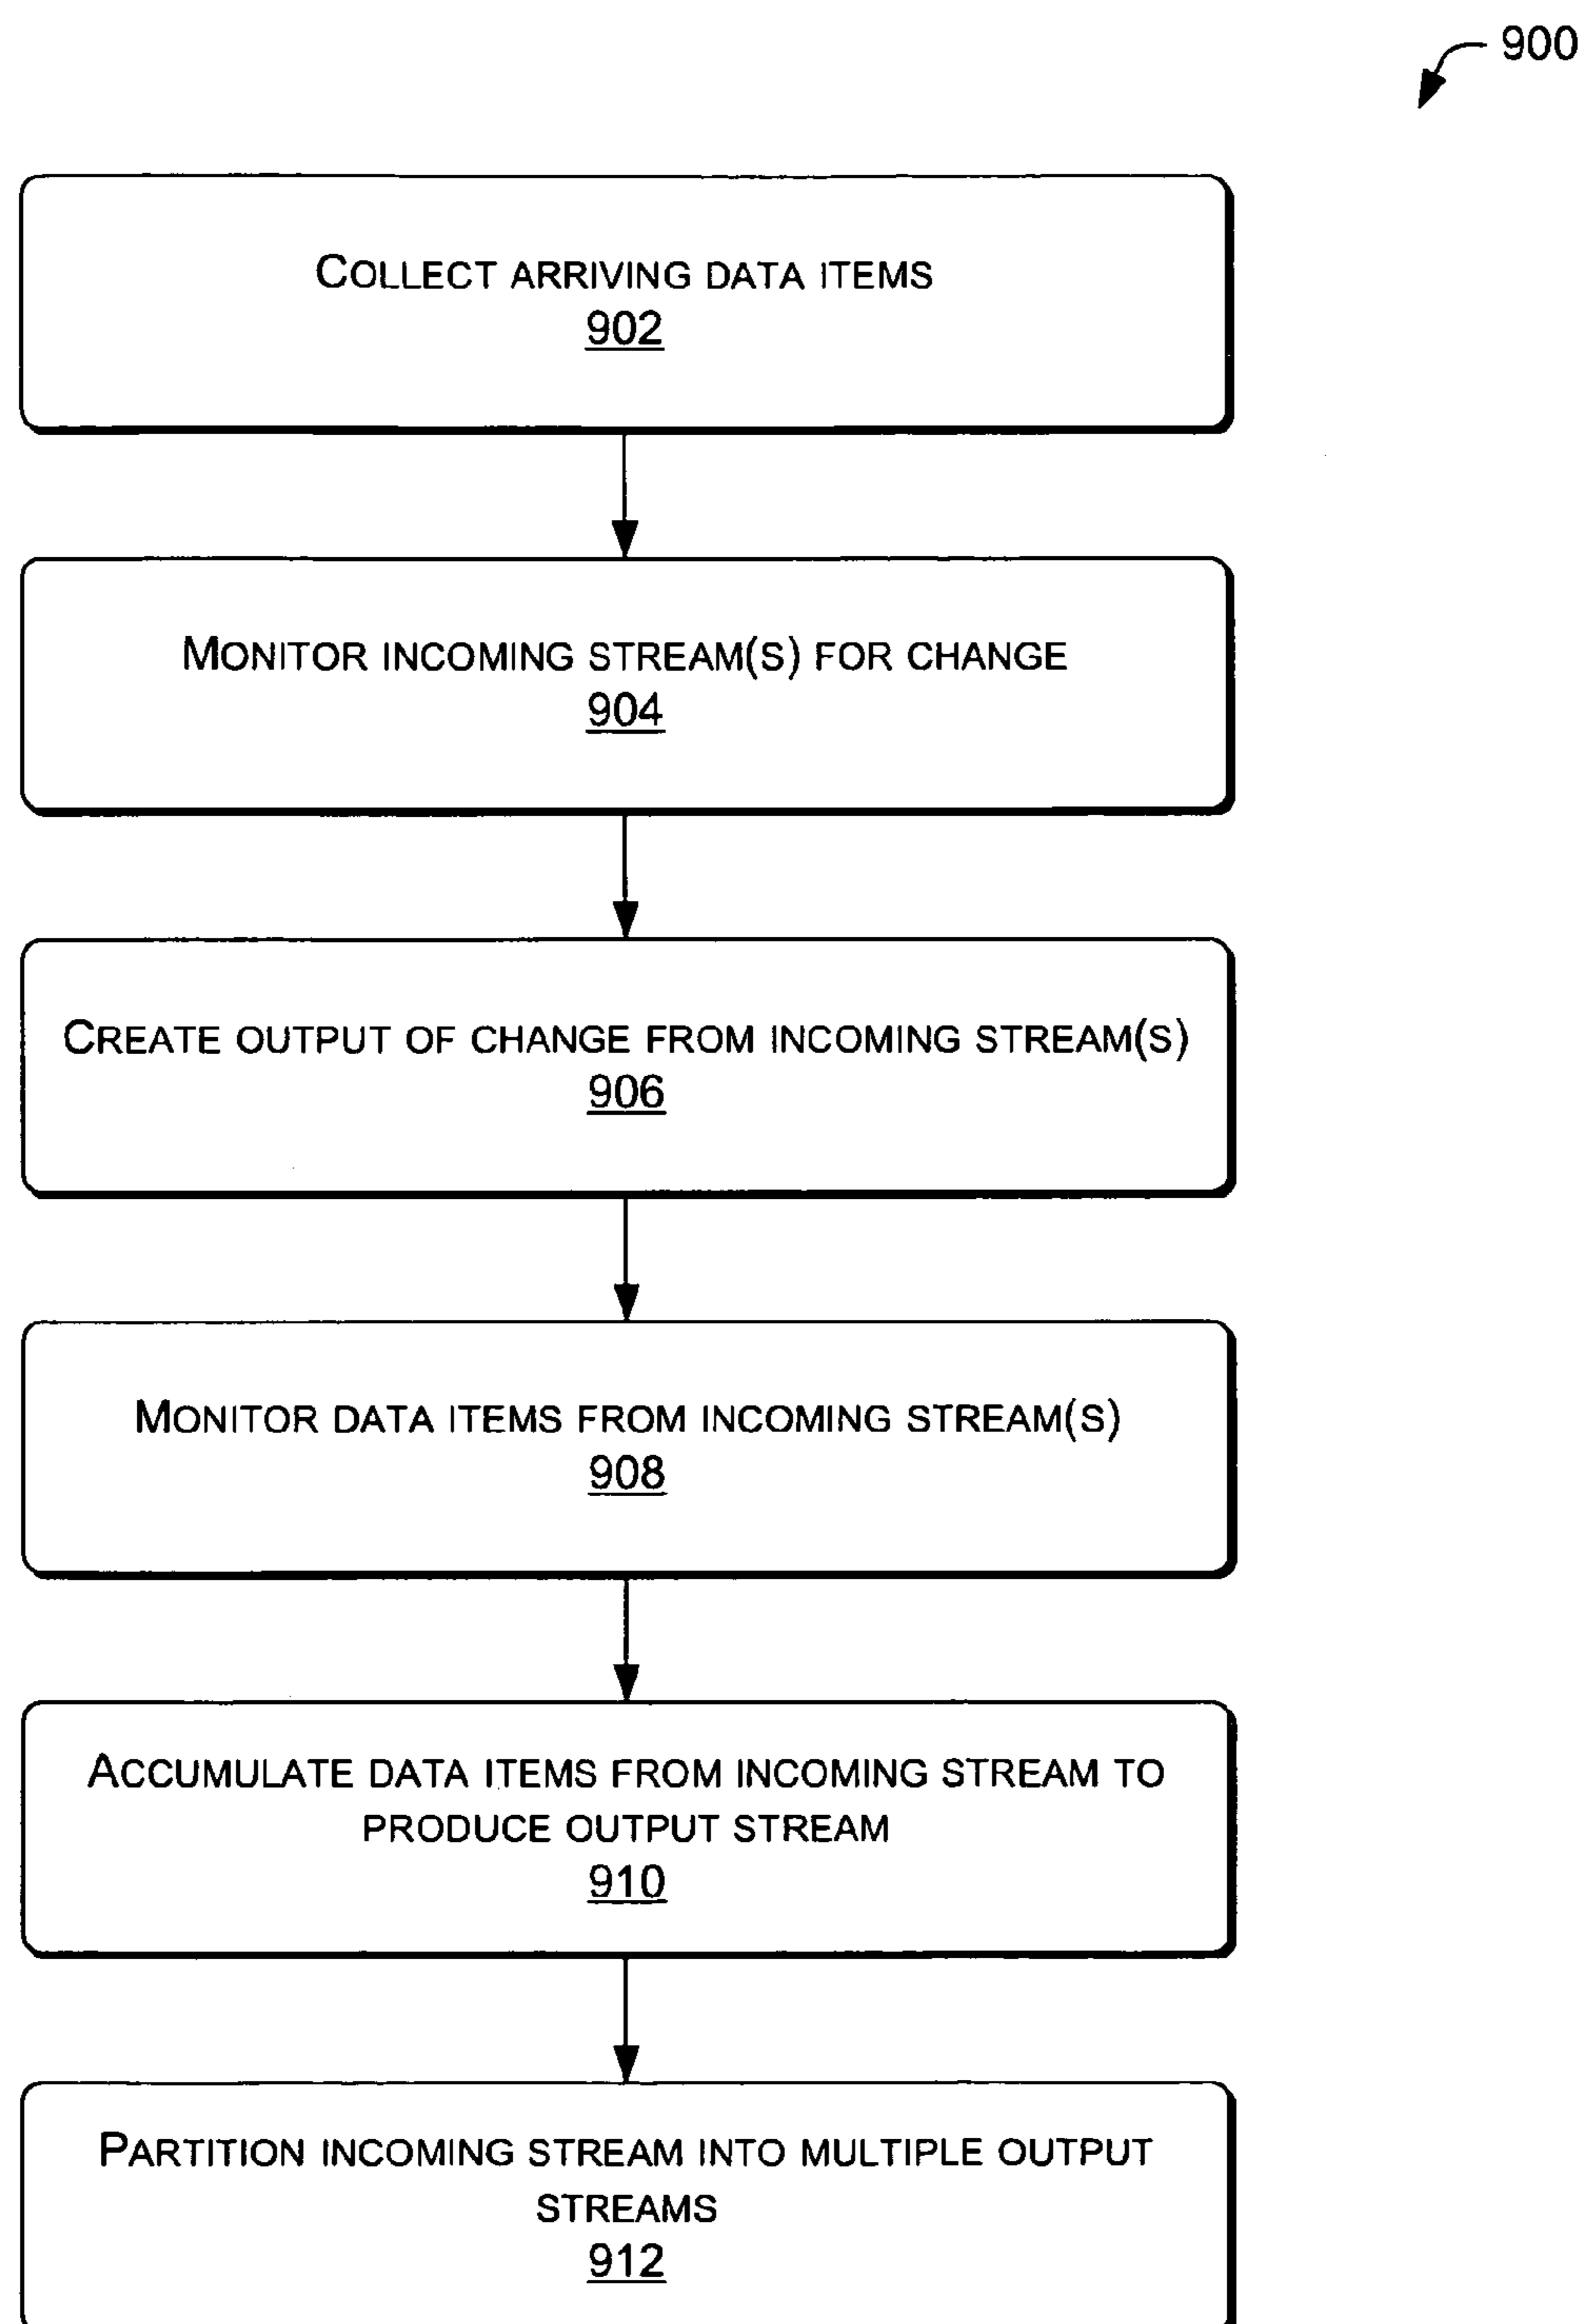 900
COLLECT ARRIVING DATA ITEMS
902
MONITOR INCOMING STREAM(S) FOR CHANGE
904
CREATE OUTPUT OF CHANGE FROM INCOMING STREAM(S)
906
MONITOR DATA ITEMS FROM INCOMING STREAM(S)
908
ACCUMULATE DATA ITEMS FROM INCOMING STREAM TO
PRODUCE OUTPUT STREAM
910
PARTITION INCOMING STREAM INTO MULTIPLE OUTPUT
STREAMS
912